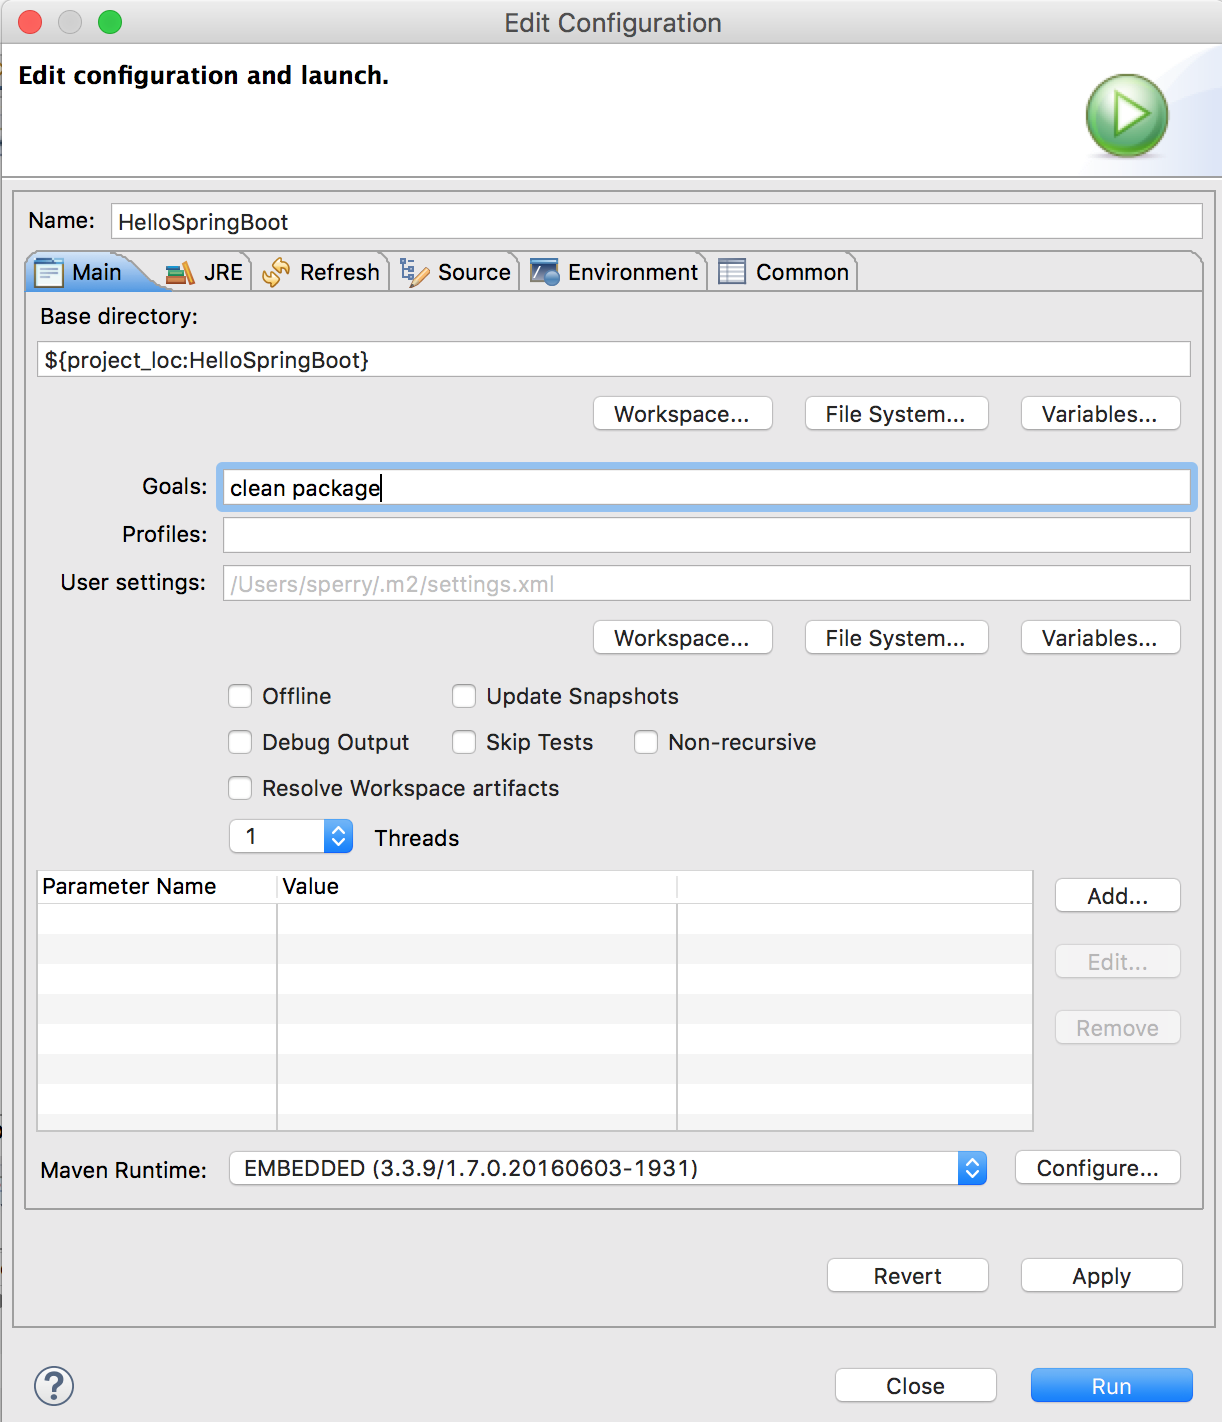 Edit Configuration
Edit configuration and launch.
Name: HelloSpringBoot
Main JRE Refresh Source Environment Common
Base directory:
${project_loc:HelloSpringBoot}
Workspace... File System... Variables...
Goals: clean package
Profiles:
User settings: /Users/sperry/.m2/settings.xml
Workspace... File System... Variables...
Offline Update Snapshots
Debug Output Skip Tests Non-recursive
Resolve Workspace artifacts
1 Threads
Parameter Name Value
Add...
Edit...
Remove
Maven Runtime: EMBEDDED (3.3.9/1.7.0.20160603-1931) Configure...
Revert Apply
? Close Run